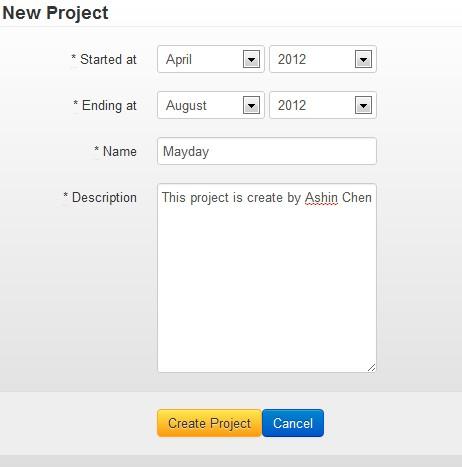 New Project
* Started at April 2012
* Ending at August 2012
* Name Mayday
* Description This project is create by Ashin Chen
Create Project Cancel